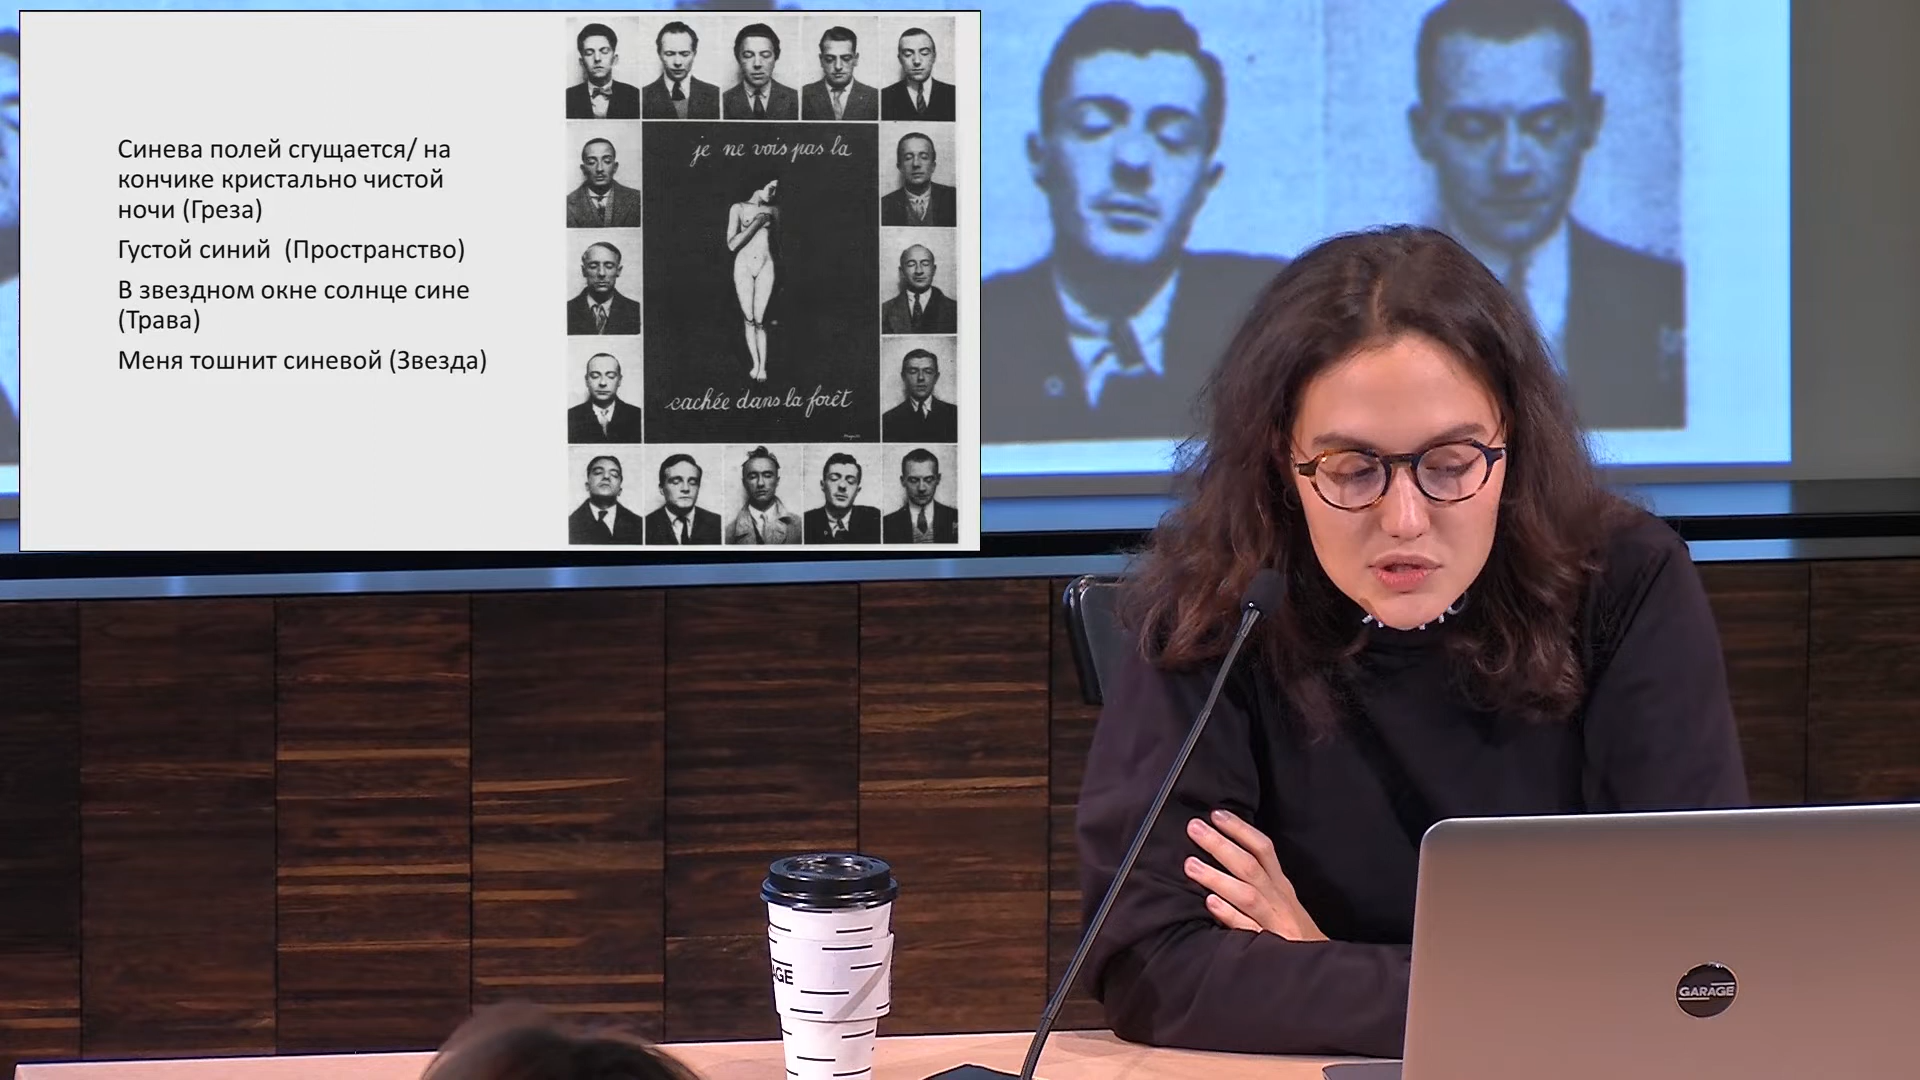 Синева полей сгущается/ на
кончике кристально чистой
ночи (Греза)
Густой синий (Пространство)
В звездном окне солнце сине
(Трава)
Меня тошнит синевой (Звезда)
je ne vois pas la
cachée dans la forêt
AGE
GARAGE